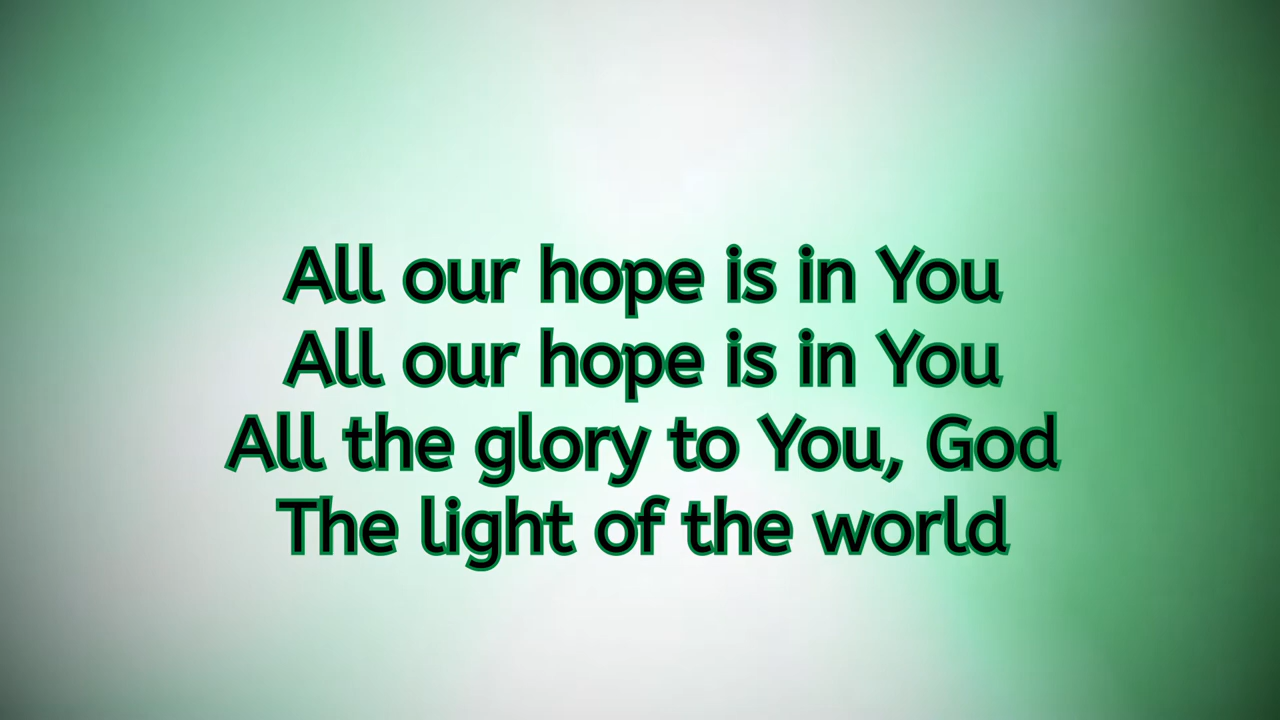 All our hope is in You
All our hope is in You
All the glory to You, God
The light of the world